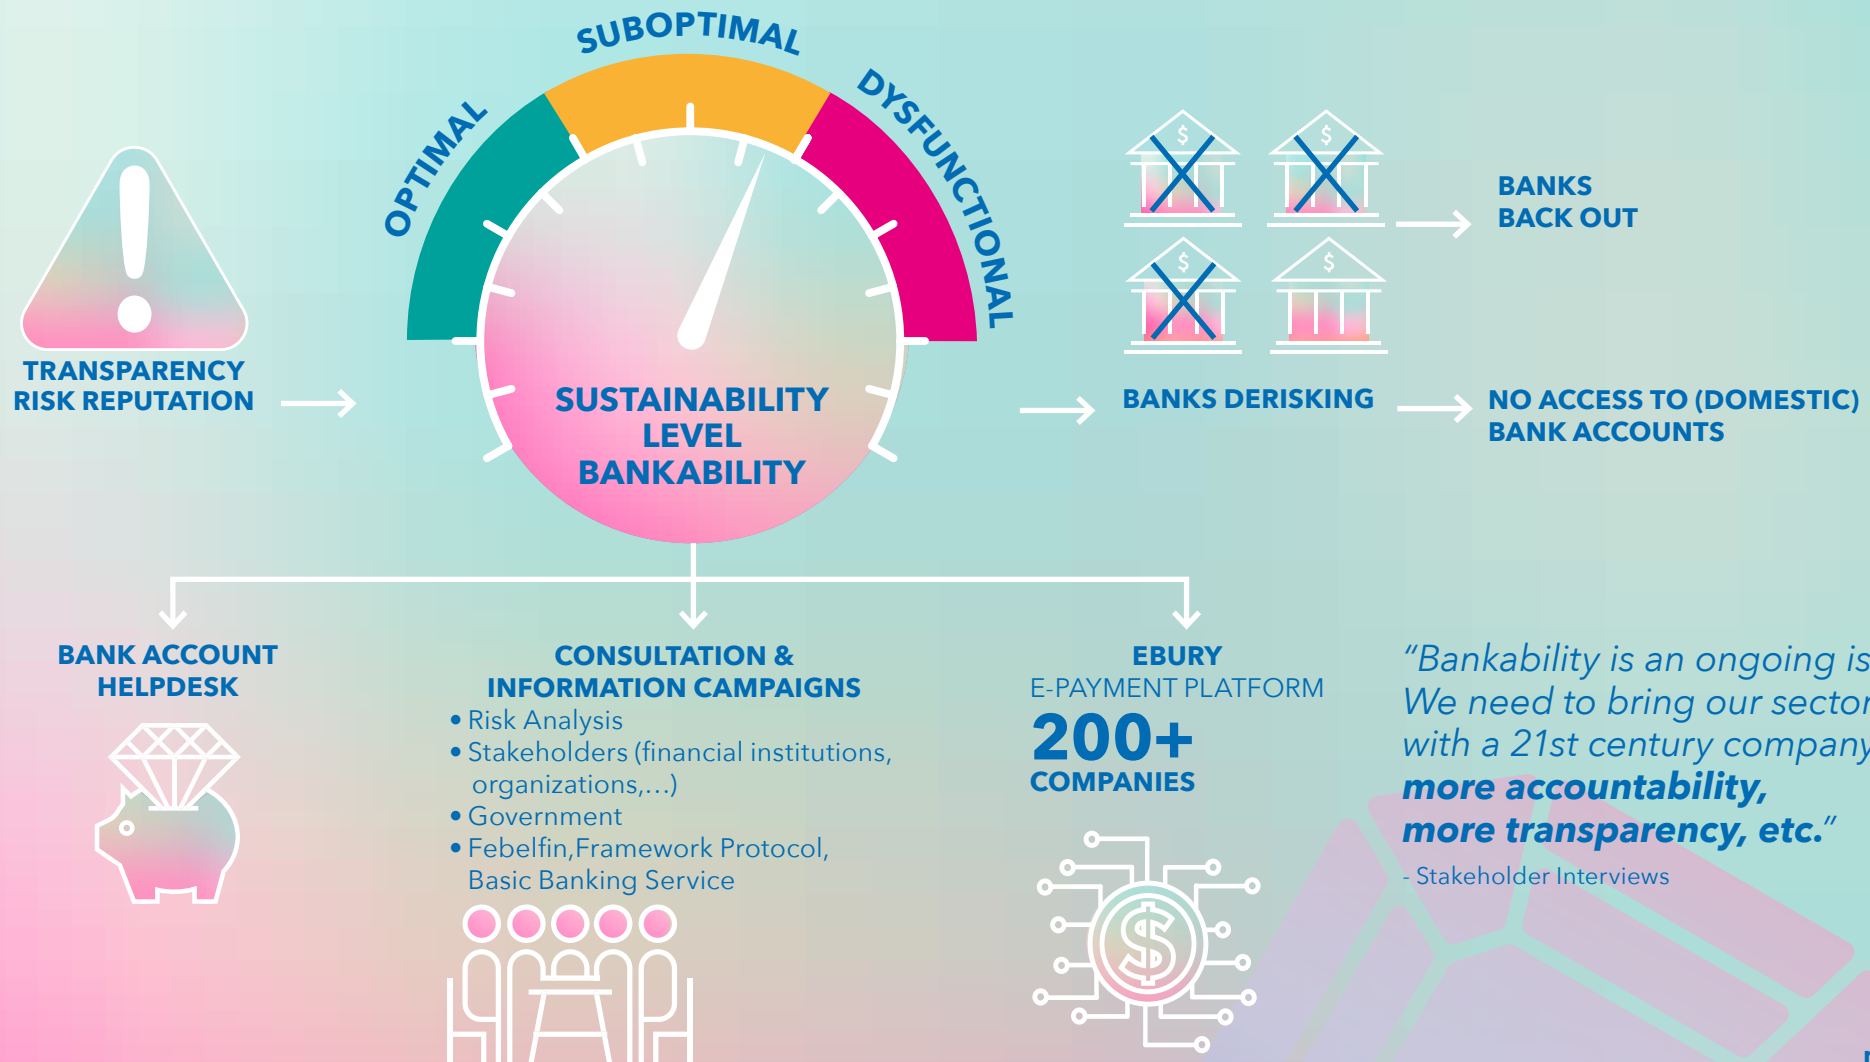 SUBOPTIMAL
OPTIMAL
DYSFUNCTIONAL
TRANSPARENCY
RISK REPUTATION
SUSTAINABILITY
LEVEL
BANKABILITY
$
$
$
$
BANKS
BACK OUT
BANKS DERISKING
NO ACCESS TO (DOMESTIC)
BANK ACCOUNTS
BANK ACCOUNT
HELPDESK
CONSULTATION &
INFORMATION CAMPAIGNS
• Risk Analysis
• Stakeholders (financial institutions,
organizations,...)
• Government
• Febelfin,Framework Protocol,
Basic Banking Service
EBURY
E-PAYMENT PLATFORM
200+
COMPANIES
$
“Bankability is an ongoing is
We need to bring our sector
with a 21st century company
more accountability,
more transparency, etc.”
- Stakeholder Interviews